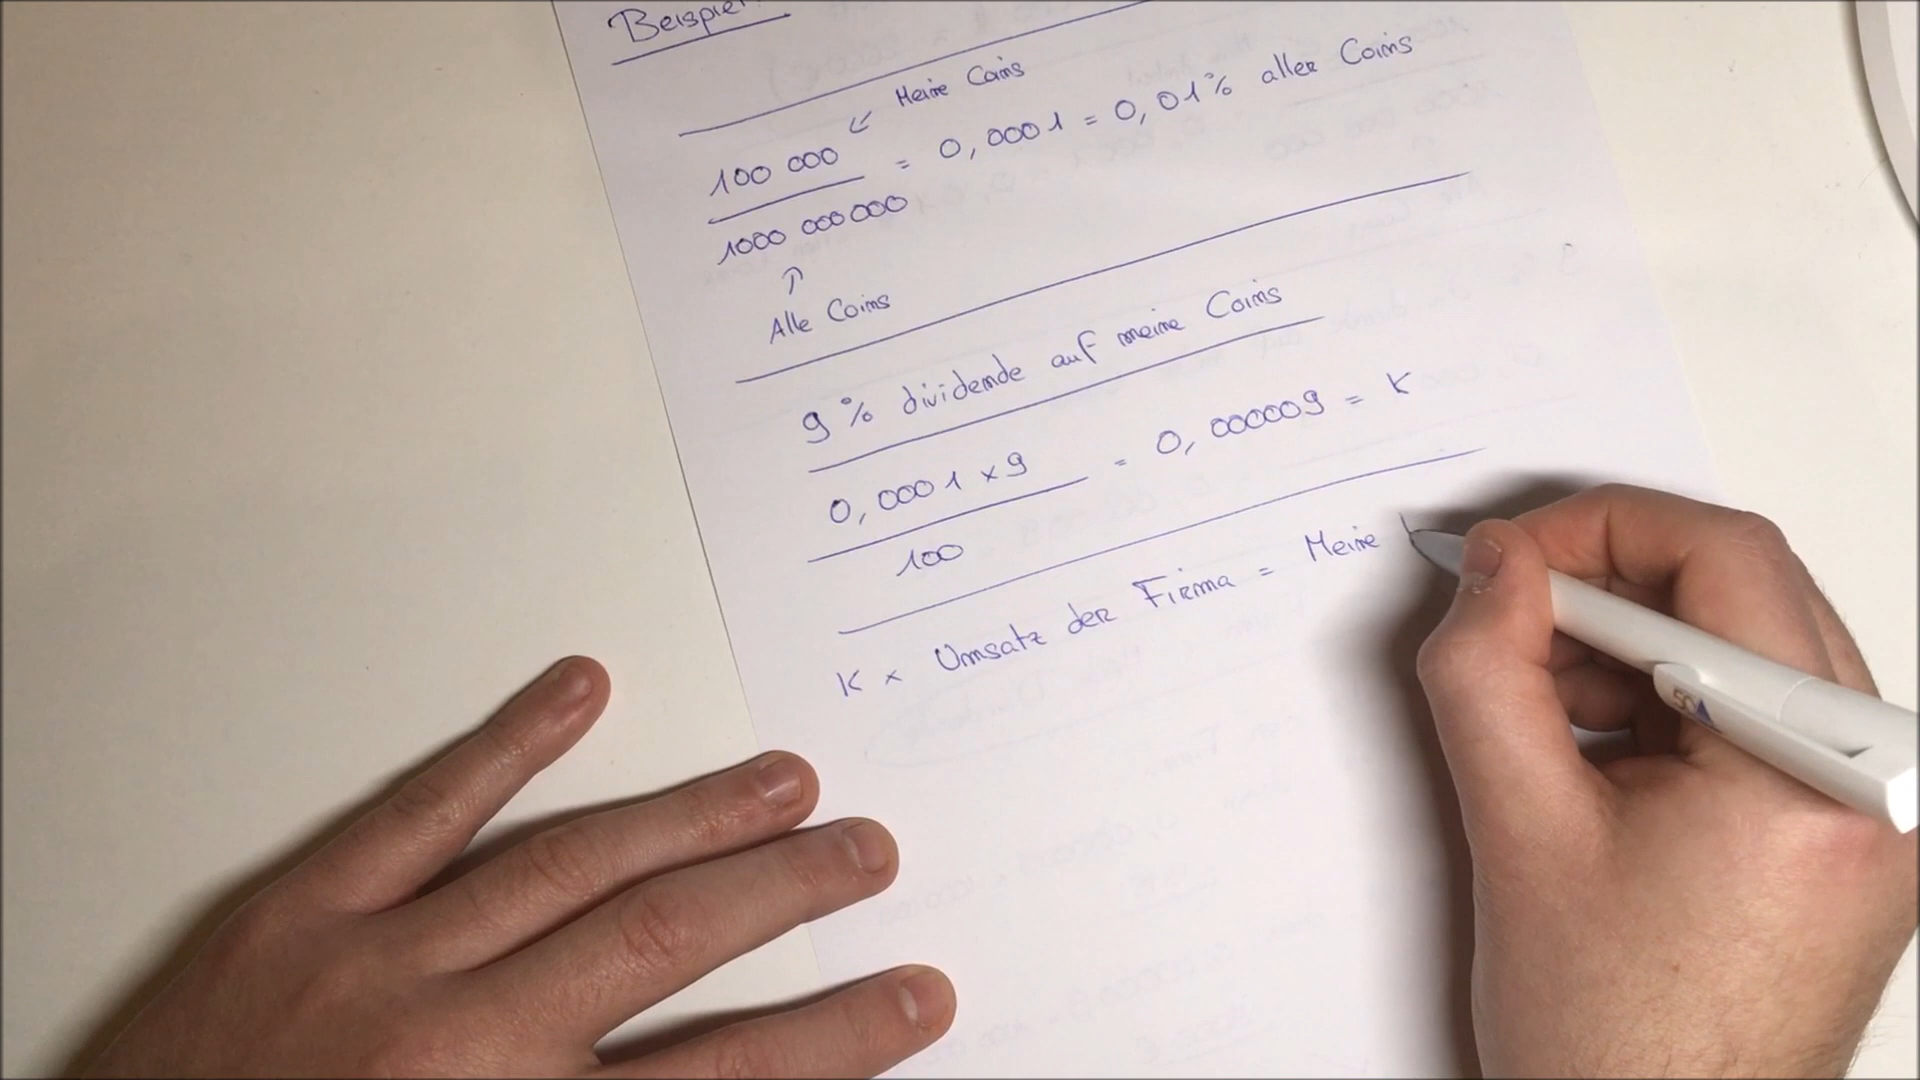 Beispiel
Meine Coins
100 000 = 0,0001 = 0,01% aller Coins
1000 000 000
Alle Coins
9 % dividende auf meine Coins
0,0001 x 9 = 0,000009 = K
100
K x Umsatz der Firma = Meine
50